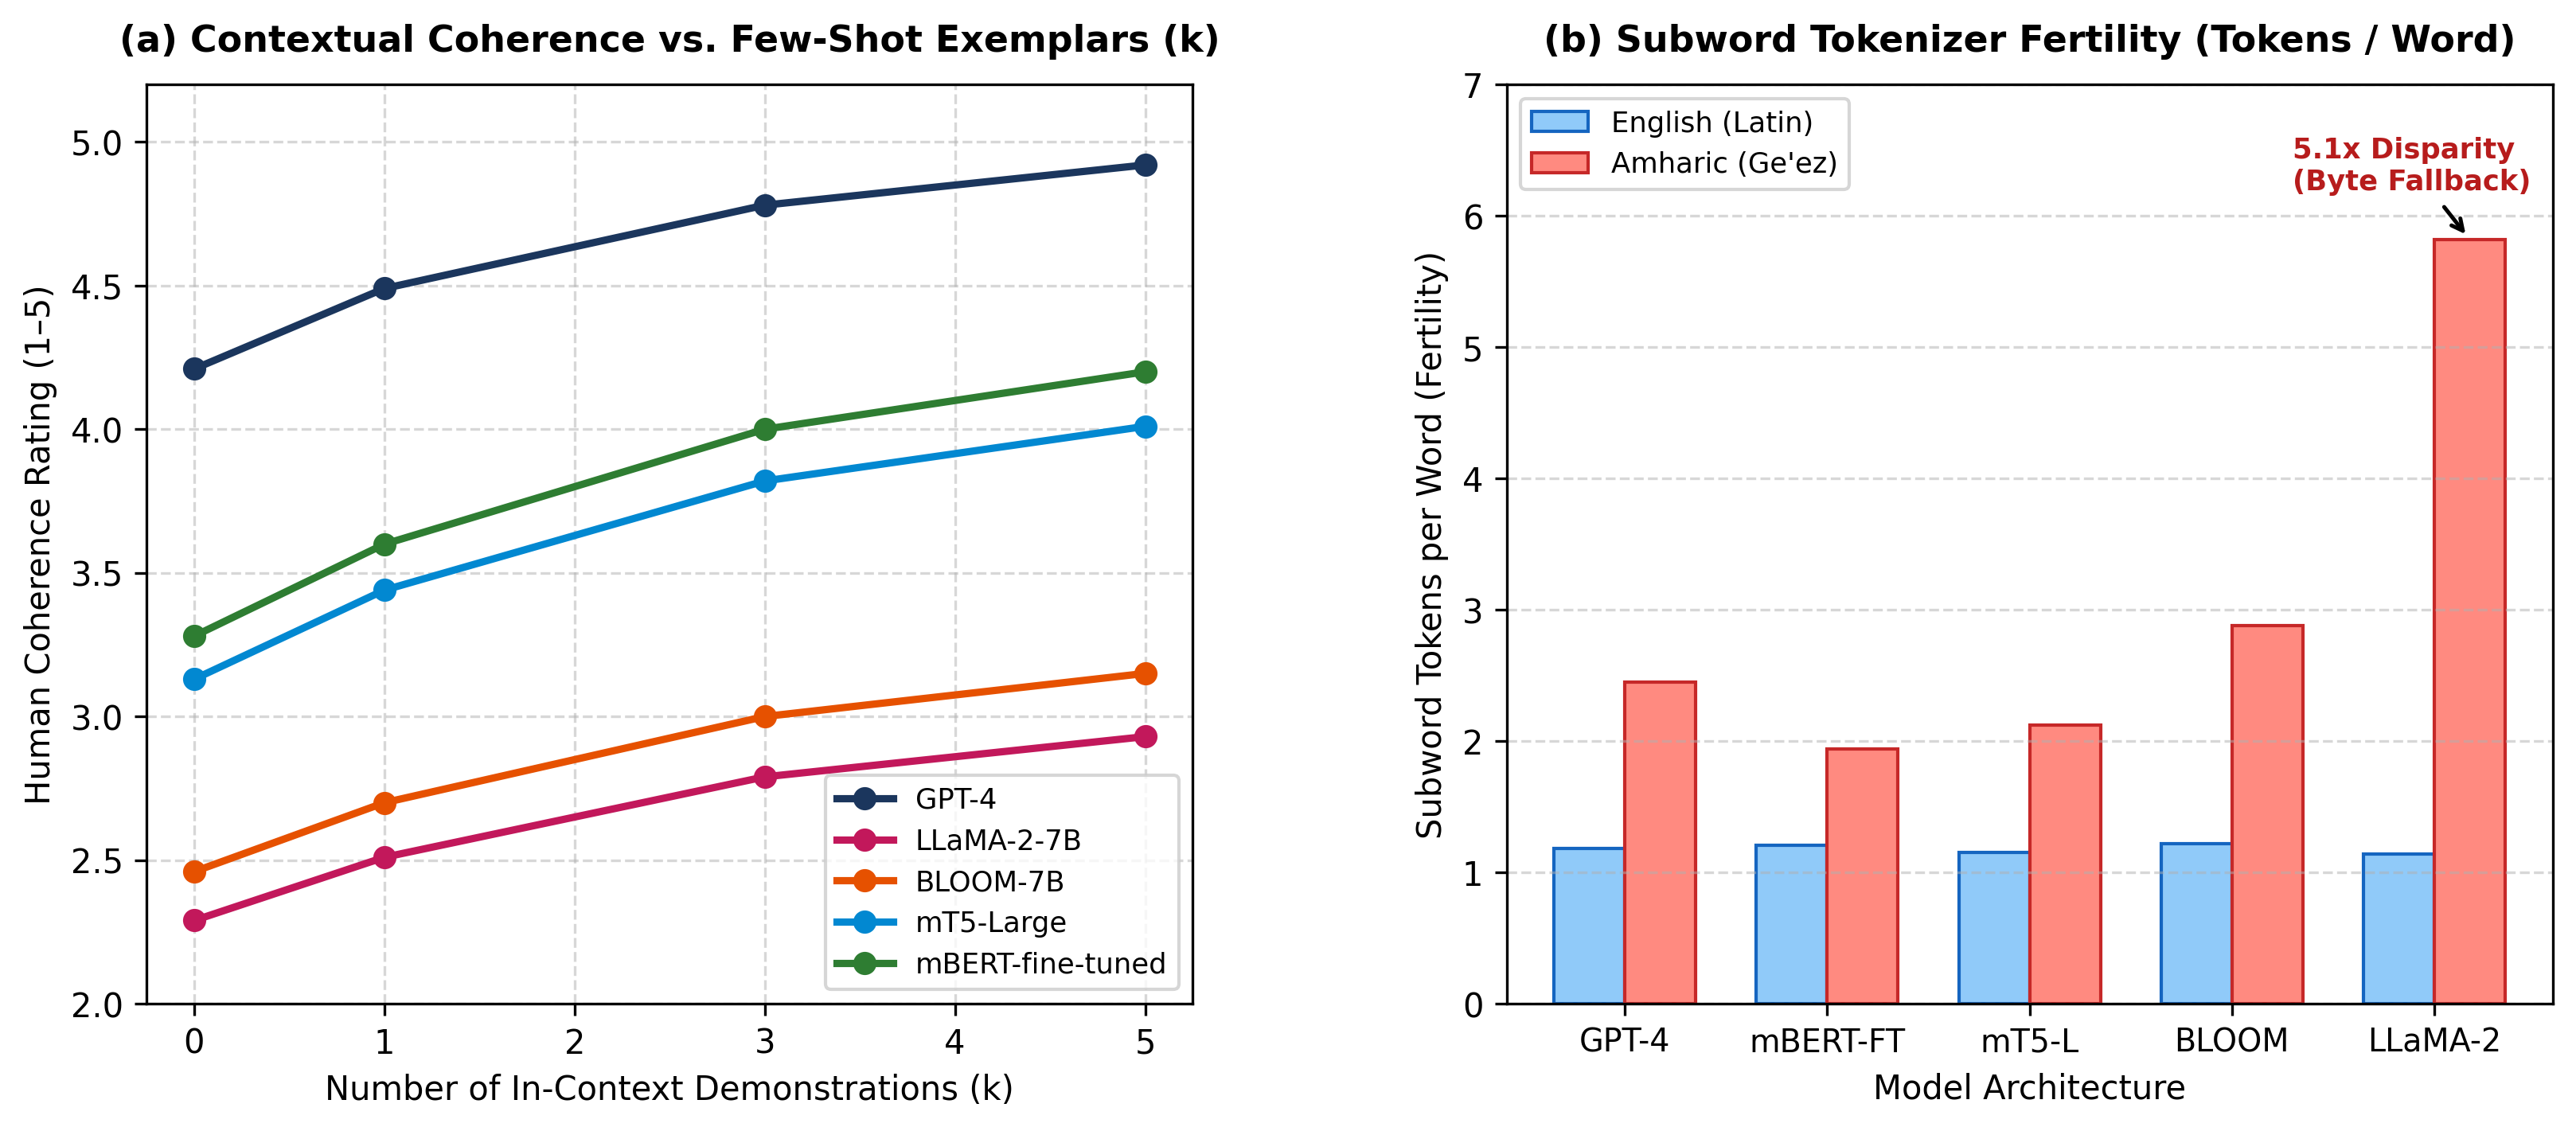 (a) Contextual Coherence vs. Few-Shot Exemplars (k)
Human Coherence Rating (1–5)
5.0
4.5
4.0
3.5
3.0
2.5
2.0
GPT-4
LLaMA-2-7B
BLOOM-7B
mT5-Large
mBERT-fine-tuned
0 1 2 3 4 5
Number of In-Context Demonstrations (k)
(b) Subword Tokenizer Fertility (Tokens / Word)
Subword Tokens per Word (Fertility)
7
6
5
4
3
2
1
0
English (Latin)
Amharic (Ge'ez)
5.1x Disparity
(Byte Fallback)
GPT-4 mBERT-FT mT5-L BLOOM LLaMA-2
Model Architecture